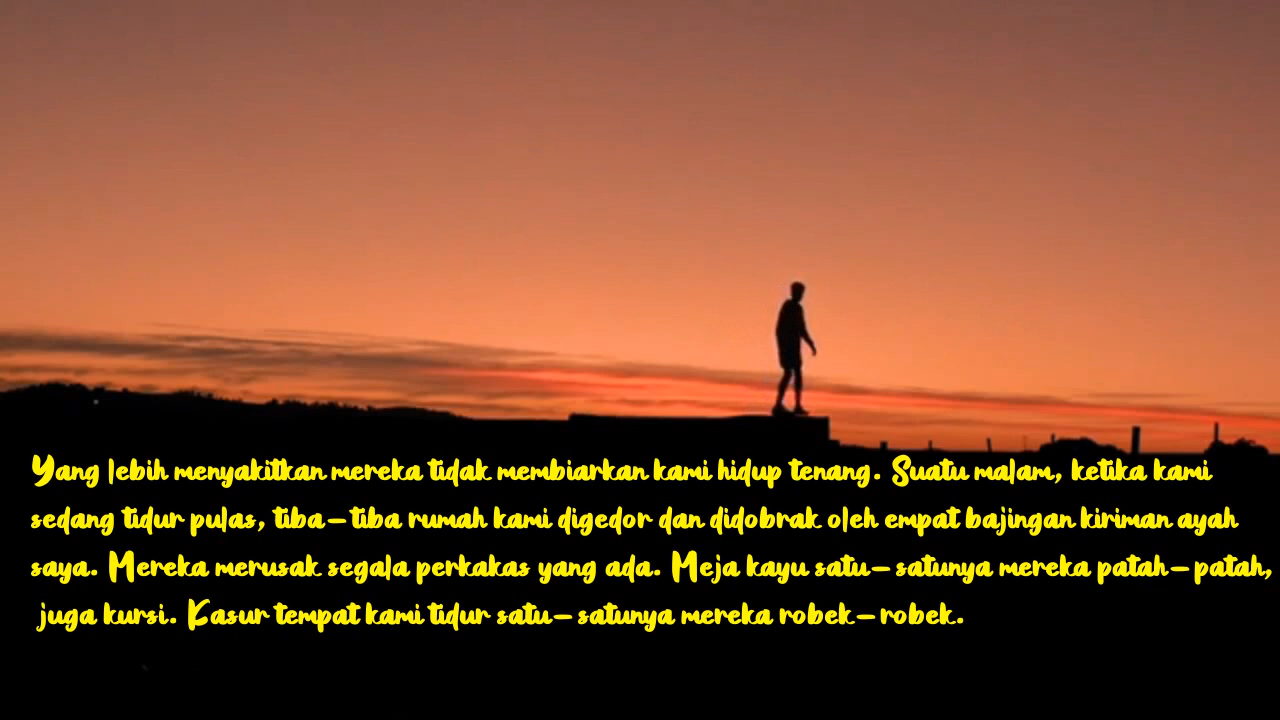 Yang lebih menyakitkan mereka tidak membiarkan kami hidup tenang. Suatu malam, ketika kami
sedang tidur pulas, tiba-tiba rumah kami digedor dan didobrak oleh empat bajingan kiriman ayah
saya. Mereka merusak segala perkakas yang ada. Meja kayu satu-satunya mereka patah-patah,
juga kursi. Kasur tempat kami tidur satu-satunya mereka robek-robek.